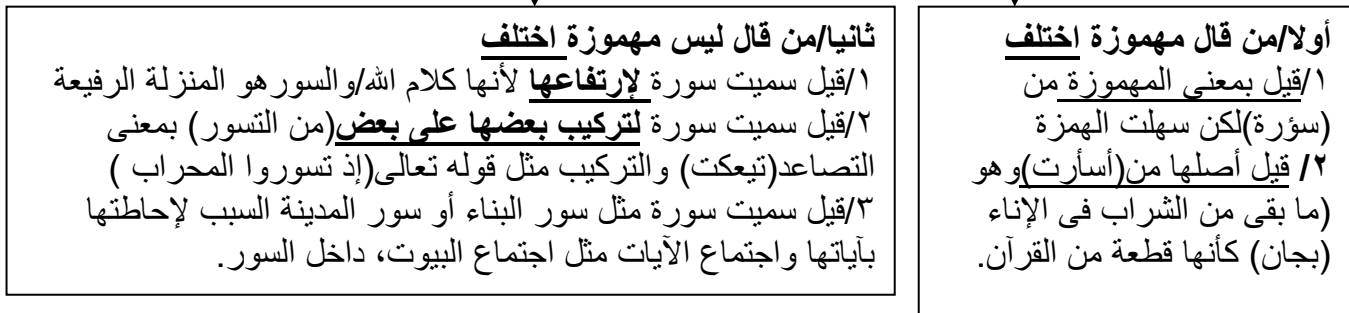 أولا/من قال مهموزة اختلف
١/قيل بمعنى المهموزة من
(سؤرة)لكن سهلت الهمزة
٢/ قيل أصلها من(أسأرت)وهو
(ما بقى من الشراب فى الإناء
(بجان) كأنها قطعة من القرآن.
ثانيا/من قال ليس مهموزة اختلف
١/قيل سميت سورة لإرتفاعها لأنها كلام الله/والسورهو المنزلة الرفيعة
٢/قيل سميت سورة لتركيب بعضها على بعض(من التسور) بمعنى
التصاعد(تيعكت) والتركيب مثل قوله تعالى(إذ تسوروا المحراب )
٣/قيل سميت سورة مثل سور البناء أو سور المدينة السبب لإحاطتها
بآياتها واجتماع الآيات مثل اجتماع البيوت، داخل السور.